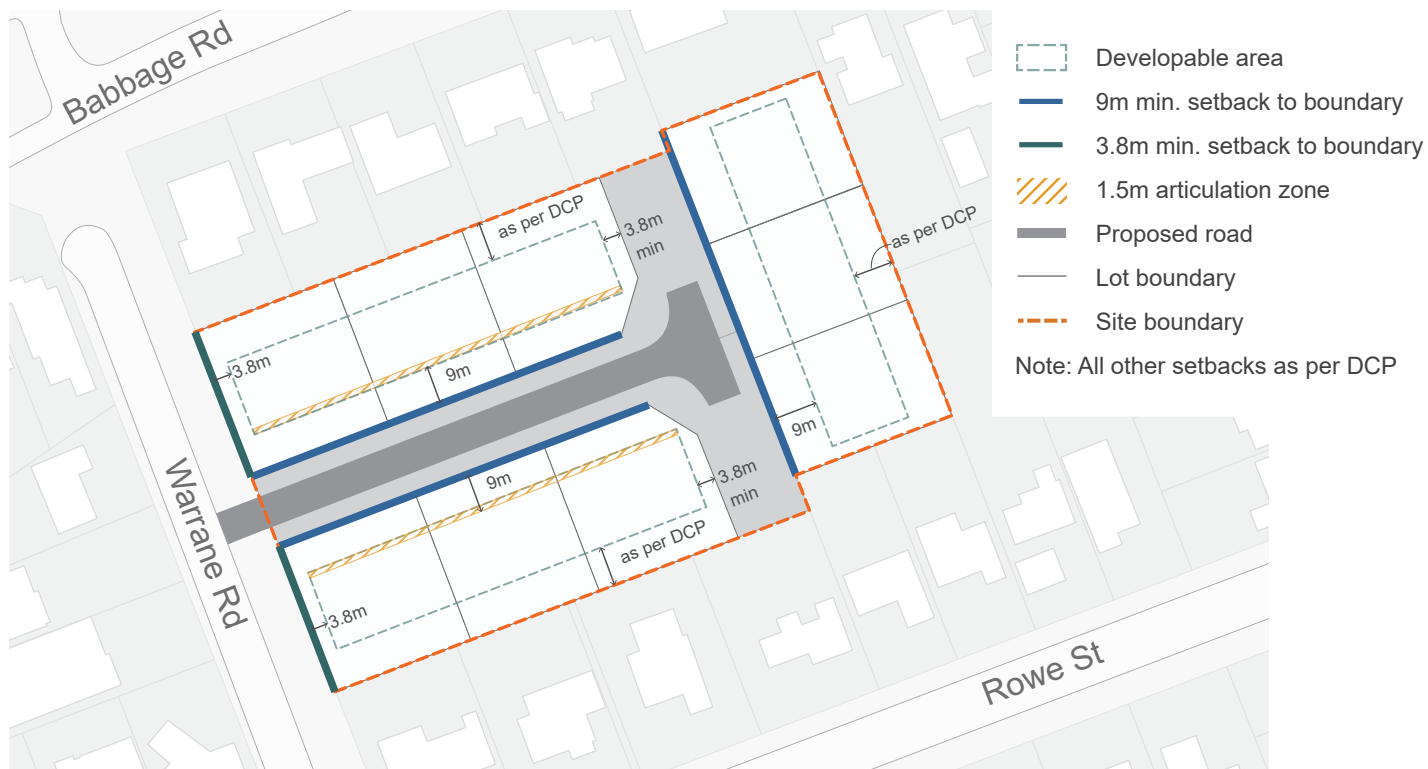 Babbage Rd
Developable area
9m min. setback to boundary
3.8m min. setback to boundary
1.5m articulation zone
Proposed road
Lot boundary
Site boundary
Note: All other setbacks as per DCP
as per DCP
3.8m
min
as per DCP
3.8m
9m
9m
9m
3.8m
min
as per DCP
3.8m
Warrane Rd
Rowe St